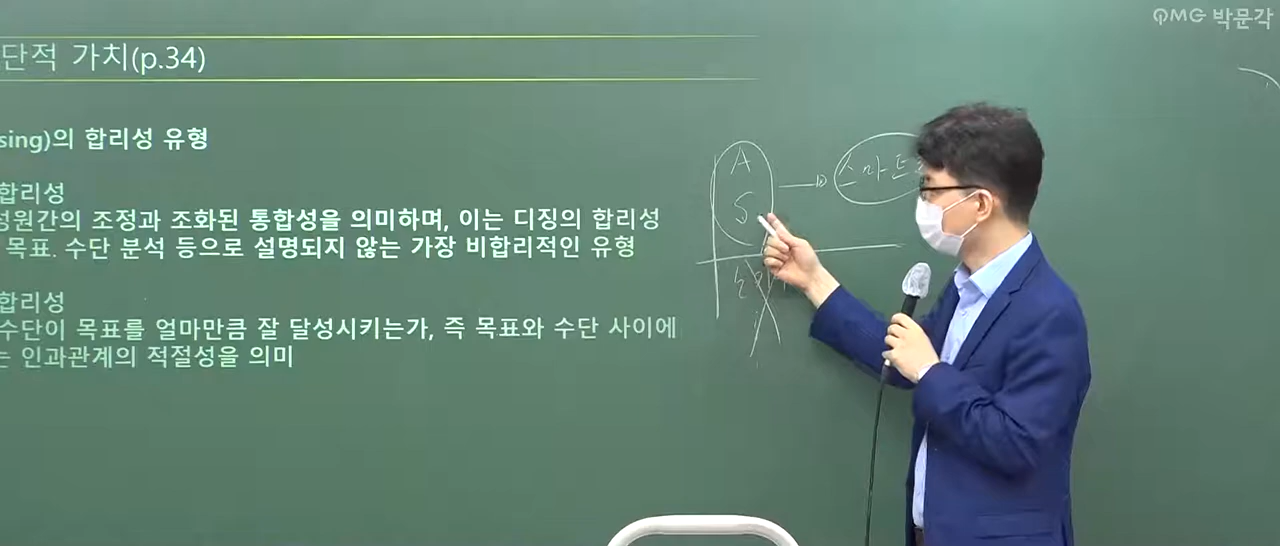 QMG 박문각
단적 가치(p.34)
sing)의 합리성 유형
합리성
성원간의 조정과 조화된 통합성을 의미하며, 이는 디징의 합리성
목표. 수단 분석 등으로 설명되지 않는 가장 비합리적인 유형
합리성
수단이 목표를 얼마만큼 잘 달성시키는가, 즉 목표와 수단 사이에
는 인과관계의 적절성을 의미
A
S
스마트